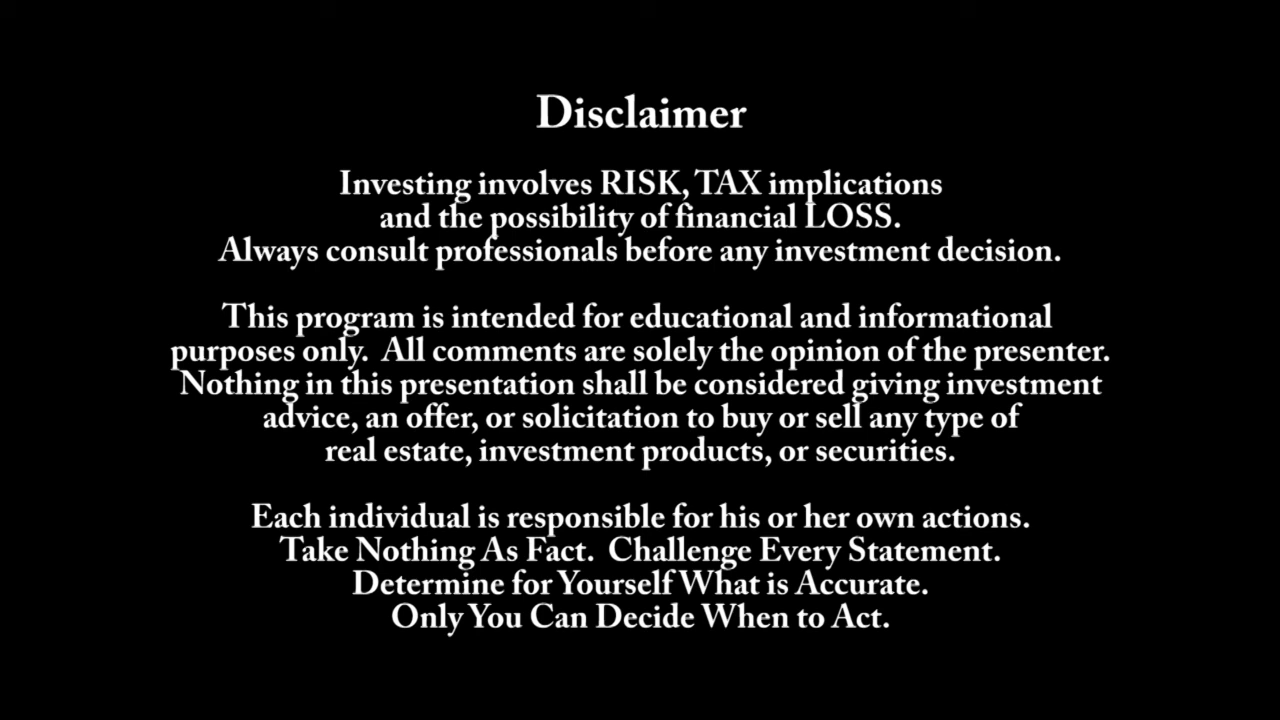 Disclaimer
Investing involves RISK, TAX implications
and the possibility of financial LOSS.
Always consult professionals before any investment decision.
This program is intended for educational and informational
purposes only.  All comments are solely the opinion of the presenter.
Nothing in this presentation shall be considered giving investment
advice, an offer, or solicitation to buy or sell any type of
real estate, investment products, or securities.
Each individual is responsible for his or her own actions.
Take Nothing As Fact.  Challenge Every Statement.
Determine for Yourself What is Accurate.
Only You Can Decide When to Act.